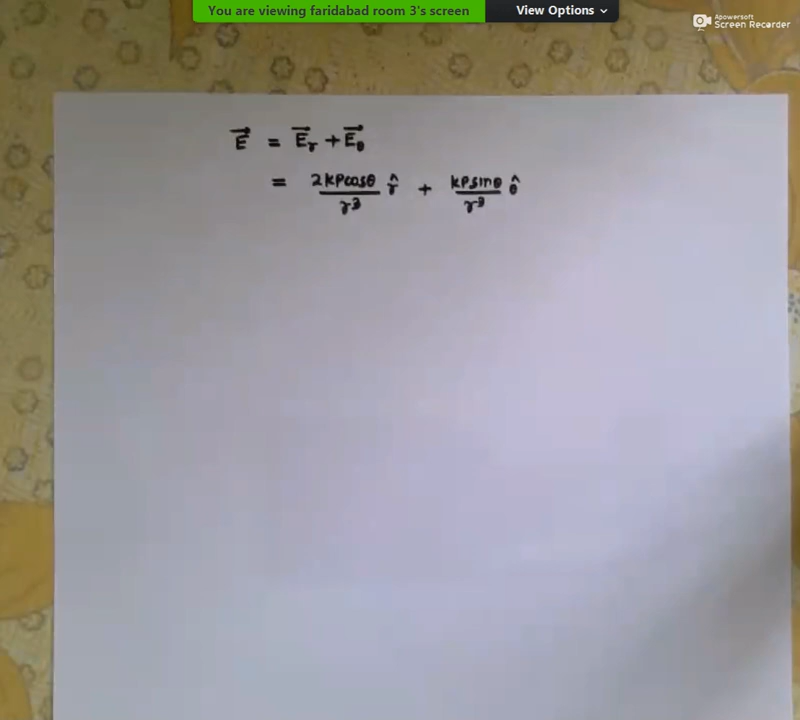 You are viewing faridabad room 3's screen View Options
Apowersoft
Screen Recorder
E⃗ = E⃗r + E⃗θ
= 2KPcosθ/r³ r̂ + KPsinθ/r³ θ̂